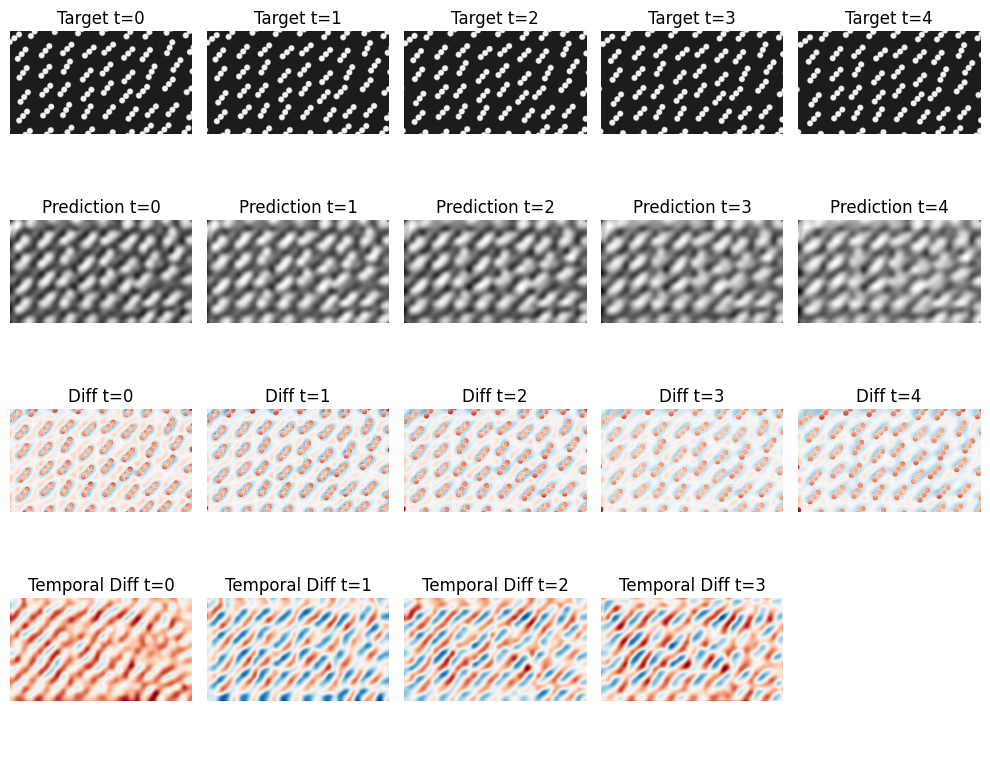 Target t=0 Target t=1 Target t=2 Target t=3 Target t=4
Prediction t=0 Prediction t=1 Prediction t=2 Prediction t=3 Prediction t=4
Diff t=0 Diff t=1 Diff t=2 Diff t=3 Diff t=4
Temporal Diff t=0 Temporal Diff t=1 Temporal Diff t=2 Temporal Diff t=3